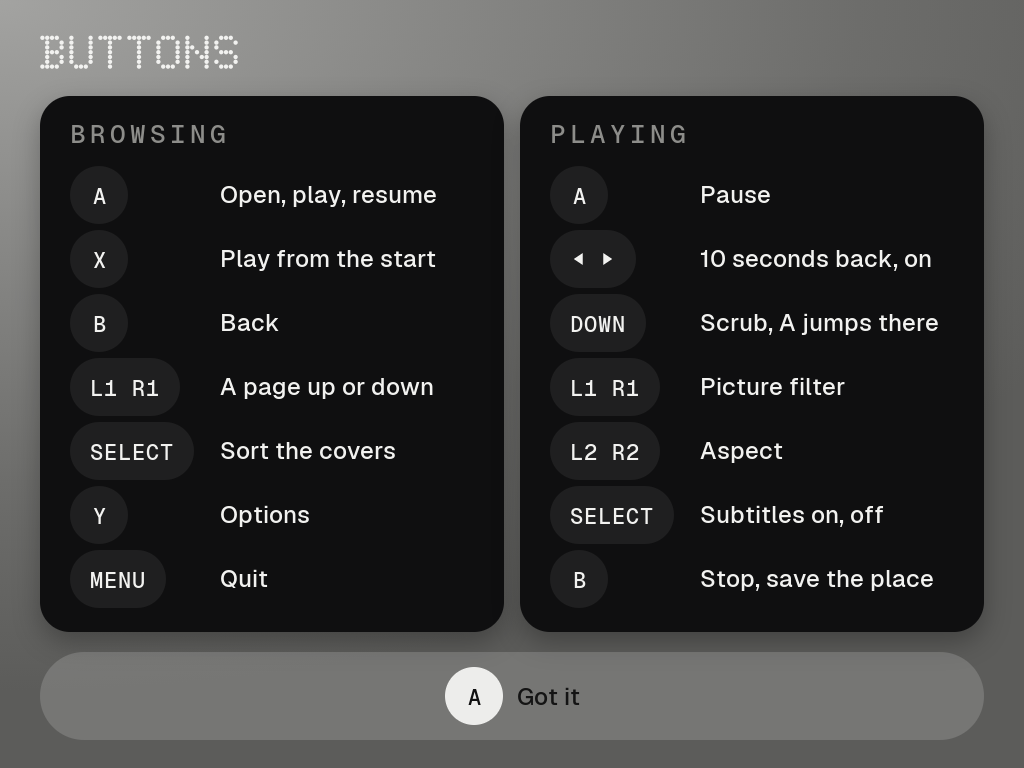 BUTTONS
BROWSING
A Open, play, resume
X Play from the start
B Back
L1 R1 A page up or down
SELECT Sort the covers
Y Options
MENU Quit
PLAYING
A Pause
◀ ▶ 10 seconds back, on
DOWN Scrub, A jumps there
L1 R1 Picture filter
L2 R2 Aspect
SELECT Subtitles on, off
B Stop, save the place
A Got it